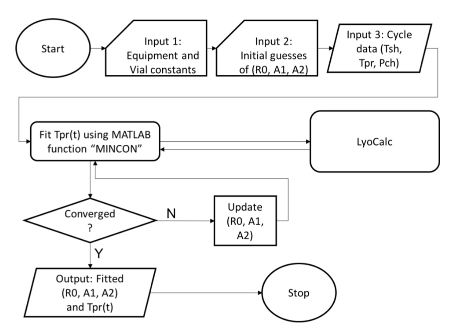 Start
Input 1:
Equipment and
Vial constants
Input 2:
Initial guesses
of (R0, A1, A2)
Input 3: Cycle
data (Tsh,
Tpr, Pch)
Fit Tpr(t) using MATLAB
function “MINCON”
LyoCalc
Converged
?
N
Update
(R0, A1,
A2)
Y
Output: Fitted
(R0, A1, A2)
and Tpr(t)
Stop